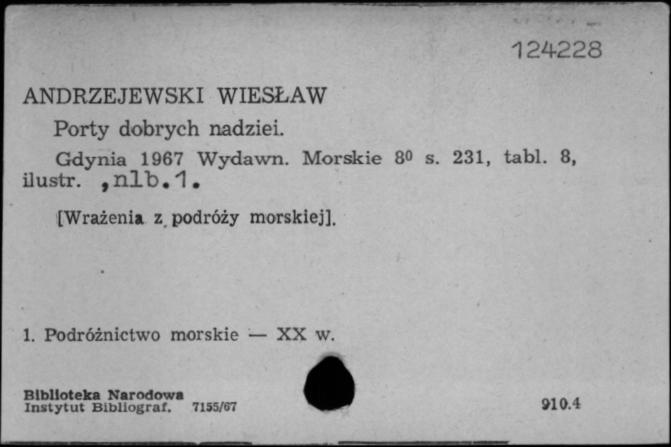 124228
ANDRZEJEWSKI WIESŁAW
Porty dobrych nadziei.
Gdynia 1967 Wydawn. Morskie 8⁰ s. 231, tabl. 8,
ilustr. ,nlb.1.
[Wrażenia z podróży morskiej].
1. Podróżnictwo morskie — XX w.
Biblioteka Narodowa
Instytut Bibliograf. 7155/67
910.4